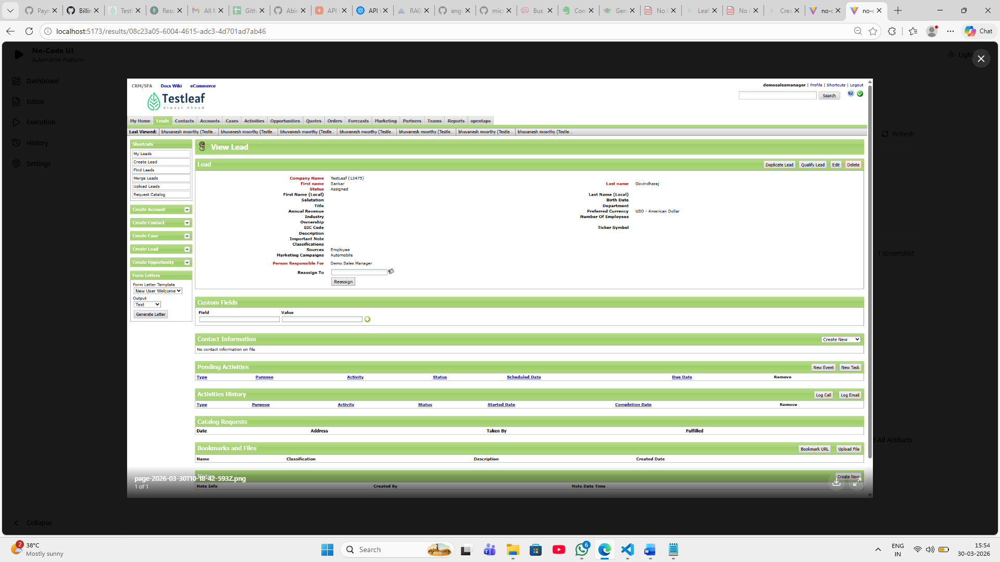 Payn
Billin
Testl
Resu
All M
Gith
Abin
API
API
RAG
angi
micr
Bus
Con
Gen
No
Leaf
No
Crea
no-c
no-c
localhost:5173/results/08c23a05-6004-4615-adc3-4d701ad7ab46
Chat
No-Code UI
Automation Platform
Light
Dashboard
Editor
Execution
History
Settings
Refresh
1 screenshot
d All Artifacts
Collapse
CRM/SFA Docs Wiki eCommerce
demosalesmanager | Profile | Shortcuts | Logout
Testleaf
Always Ahead
Search
My Home Leads Contacts Accounts Cases Activities Opportunities Quotes Orders Forecasts Marketing Partners Teams Reports opentaps
Last Viewed: bhuvanesh moorthy (Testle... bhuvanesh moorthy (Testle... bhuvanesh moorthy (Testle... bhuvanesh moorthy (Testle... bhuvanesh moorthy (Testle... bhuvanesh moorthy (Testle... bhuvanesh moorthy (Testle...
Shortcuts
My Leads
Create Lead
Find Leads
Merge Leads
Upload Leads
Request Catalog
Create Account
Create Contact
Create Case
Create Lead
Create Opportunity
Form Letters
Form Letter Template
New User Welcome
Output
Text
Generate Letter
View Lead
Lead
Duplicate Lead Qualify Lead Edit Delete
Company Name TestLeaf (12475)
First name Sankar Last name Govindharaj
Status Assigned
First Name (Local) Last Name (Local)
Salutation Birth Date
Title Department
Annual Revenue Preferred Currency USD - American Dollar
Industry Number Of Employees
Ownership
SIC Code Ticker Symbol
Description
Important Note
Classifications
Sources Employee
Marketing Campaigns Automobile
Person Responsible For Demo Sales Manager
Reassign To
Reassign
Custom Fields
Field Value
Contact Information Create New
No contact information on file
Pending Activities New Event New Task
Type Purpose Activity Status Scheduled Date Due Date Remove
Activities History Log Call Log Email
Type Purpose Activity Status Started Date Completion Date Remove
Catalog Requests
Date Address Taken By Fulfilled
Bookmarks and Files Bookmark URL Upload File
Name Classification Description Created Date
Notes Create New
page-2026-03-30T10-18-42-593Z.png
1 of 1
Note Info Created By Note Date Time
2
38°C
Mostly sunny
Search
6
ENG
IN
15:54
30-03-2026